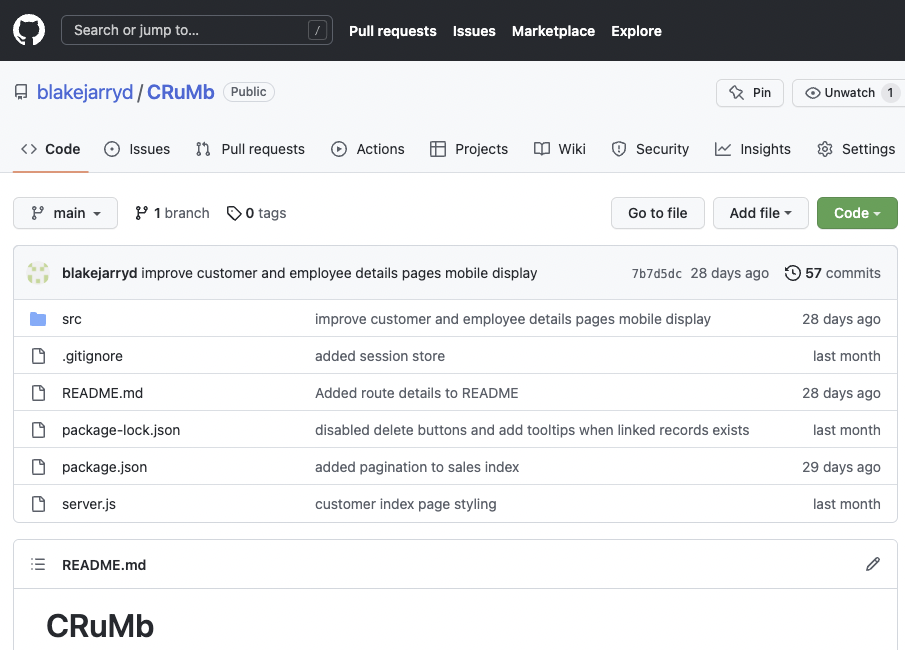 Search or jump to... / Pull requests Issues Marketplace Explore
blakejarryd / CRuMb Public Pin Unwatch 1
Code Issues Pull requests Actions Projects Wiki Security Insights Settings
main 1 branch 0 tags Go to file Add file Code
blakejarryd improve customer and employee details pages mobile display 7b7d5dc 28 days ago 57 commits
src improve customer and employee details pages mobile display 28 days ago
.gitignore added session store last month
README.md Added route details to README 28 days ago
package-lock.json disabled delete buttons and add tooltips when linked records exists last month
package.json added pagination to sales index 29 days ago
server.js customer index page styling last month
README.md
CRuMb